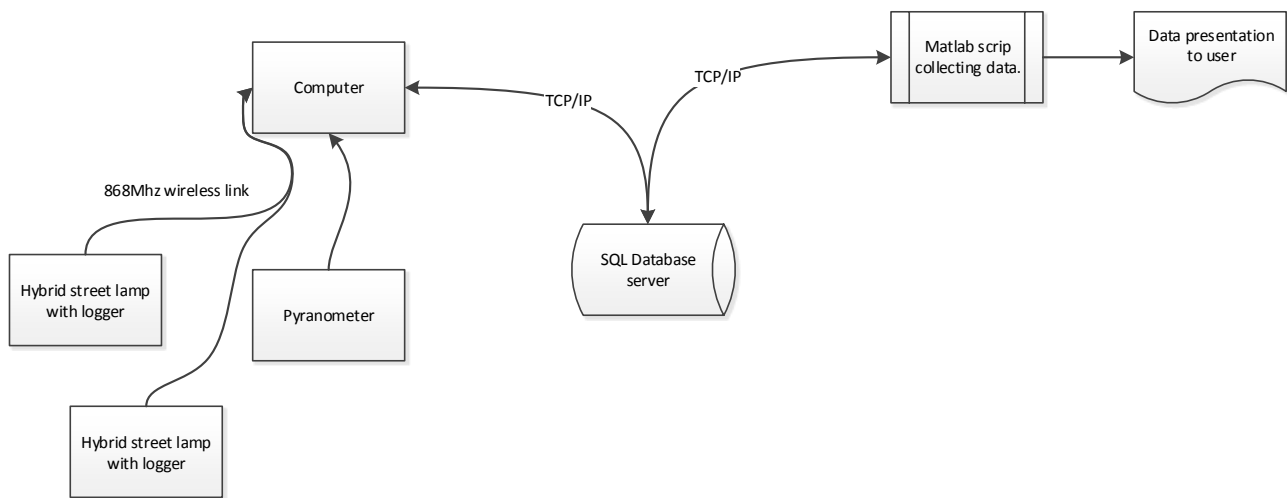 Computer
TCP/IP
TCP/IP
Matlab scrip
collecting data.
Data presentation
to user
868Mhz wireless link
Hybrid street lamp
with logger
Pyranometer
SQL Database
server
Hybrid street lamp
with logger